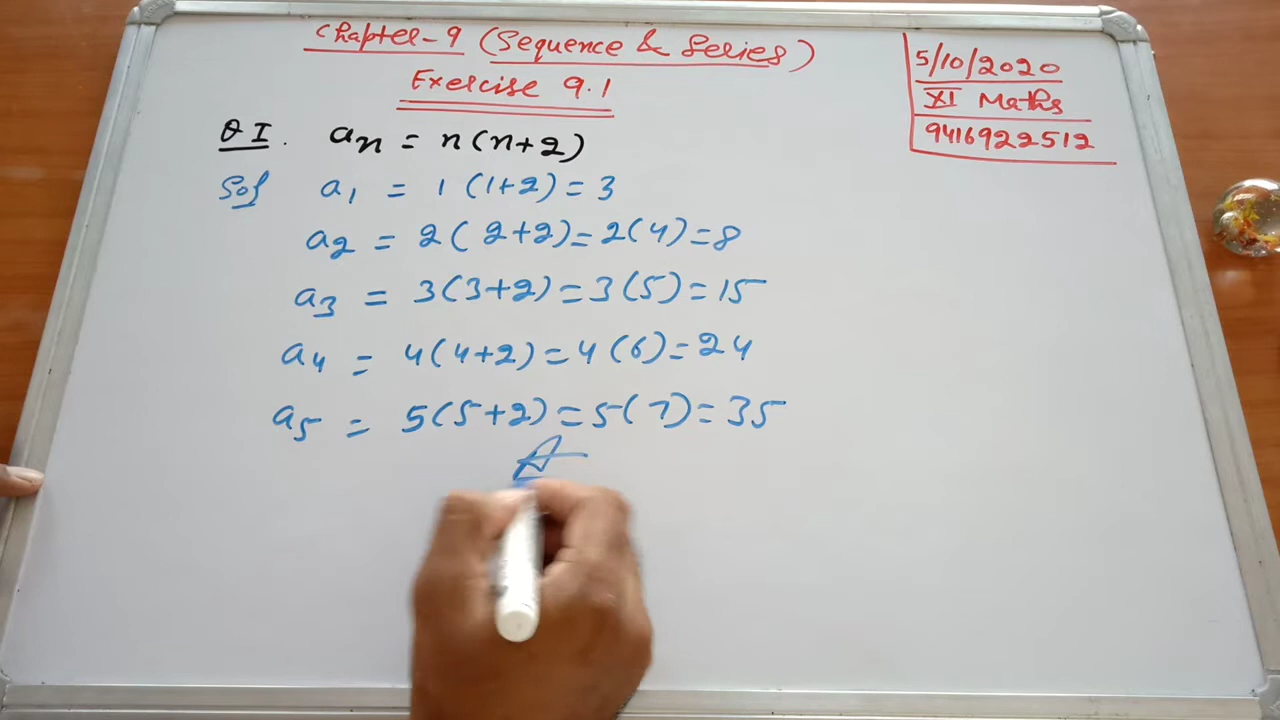 Chapter-9 (Sequence & Series)
Exercise 9.1
5/10/2020
XI Maths
9416922512
Q I. an = n(n+2)
Sol a1 = 1(1+2)=3
a2 = 2(2+2)=2(4)=8
a3 = 3(3+2)=3(5)=15
a4 = 4(4+2)=4(6)=24
a5 = 5(5+2)=5(7)=35